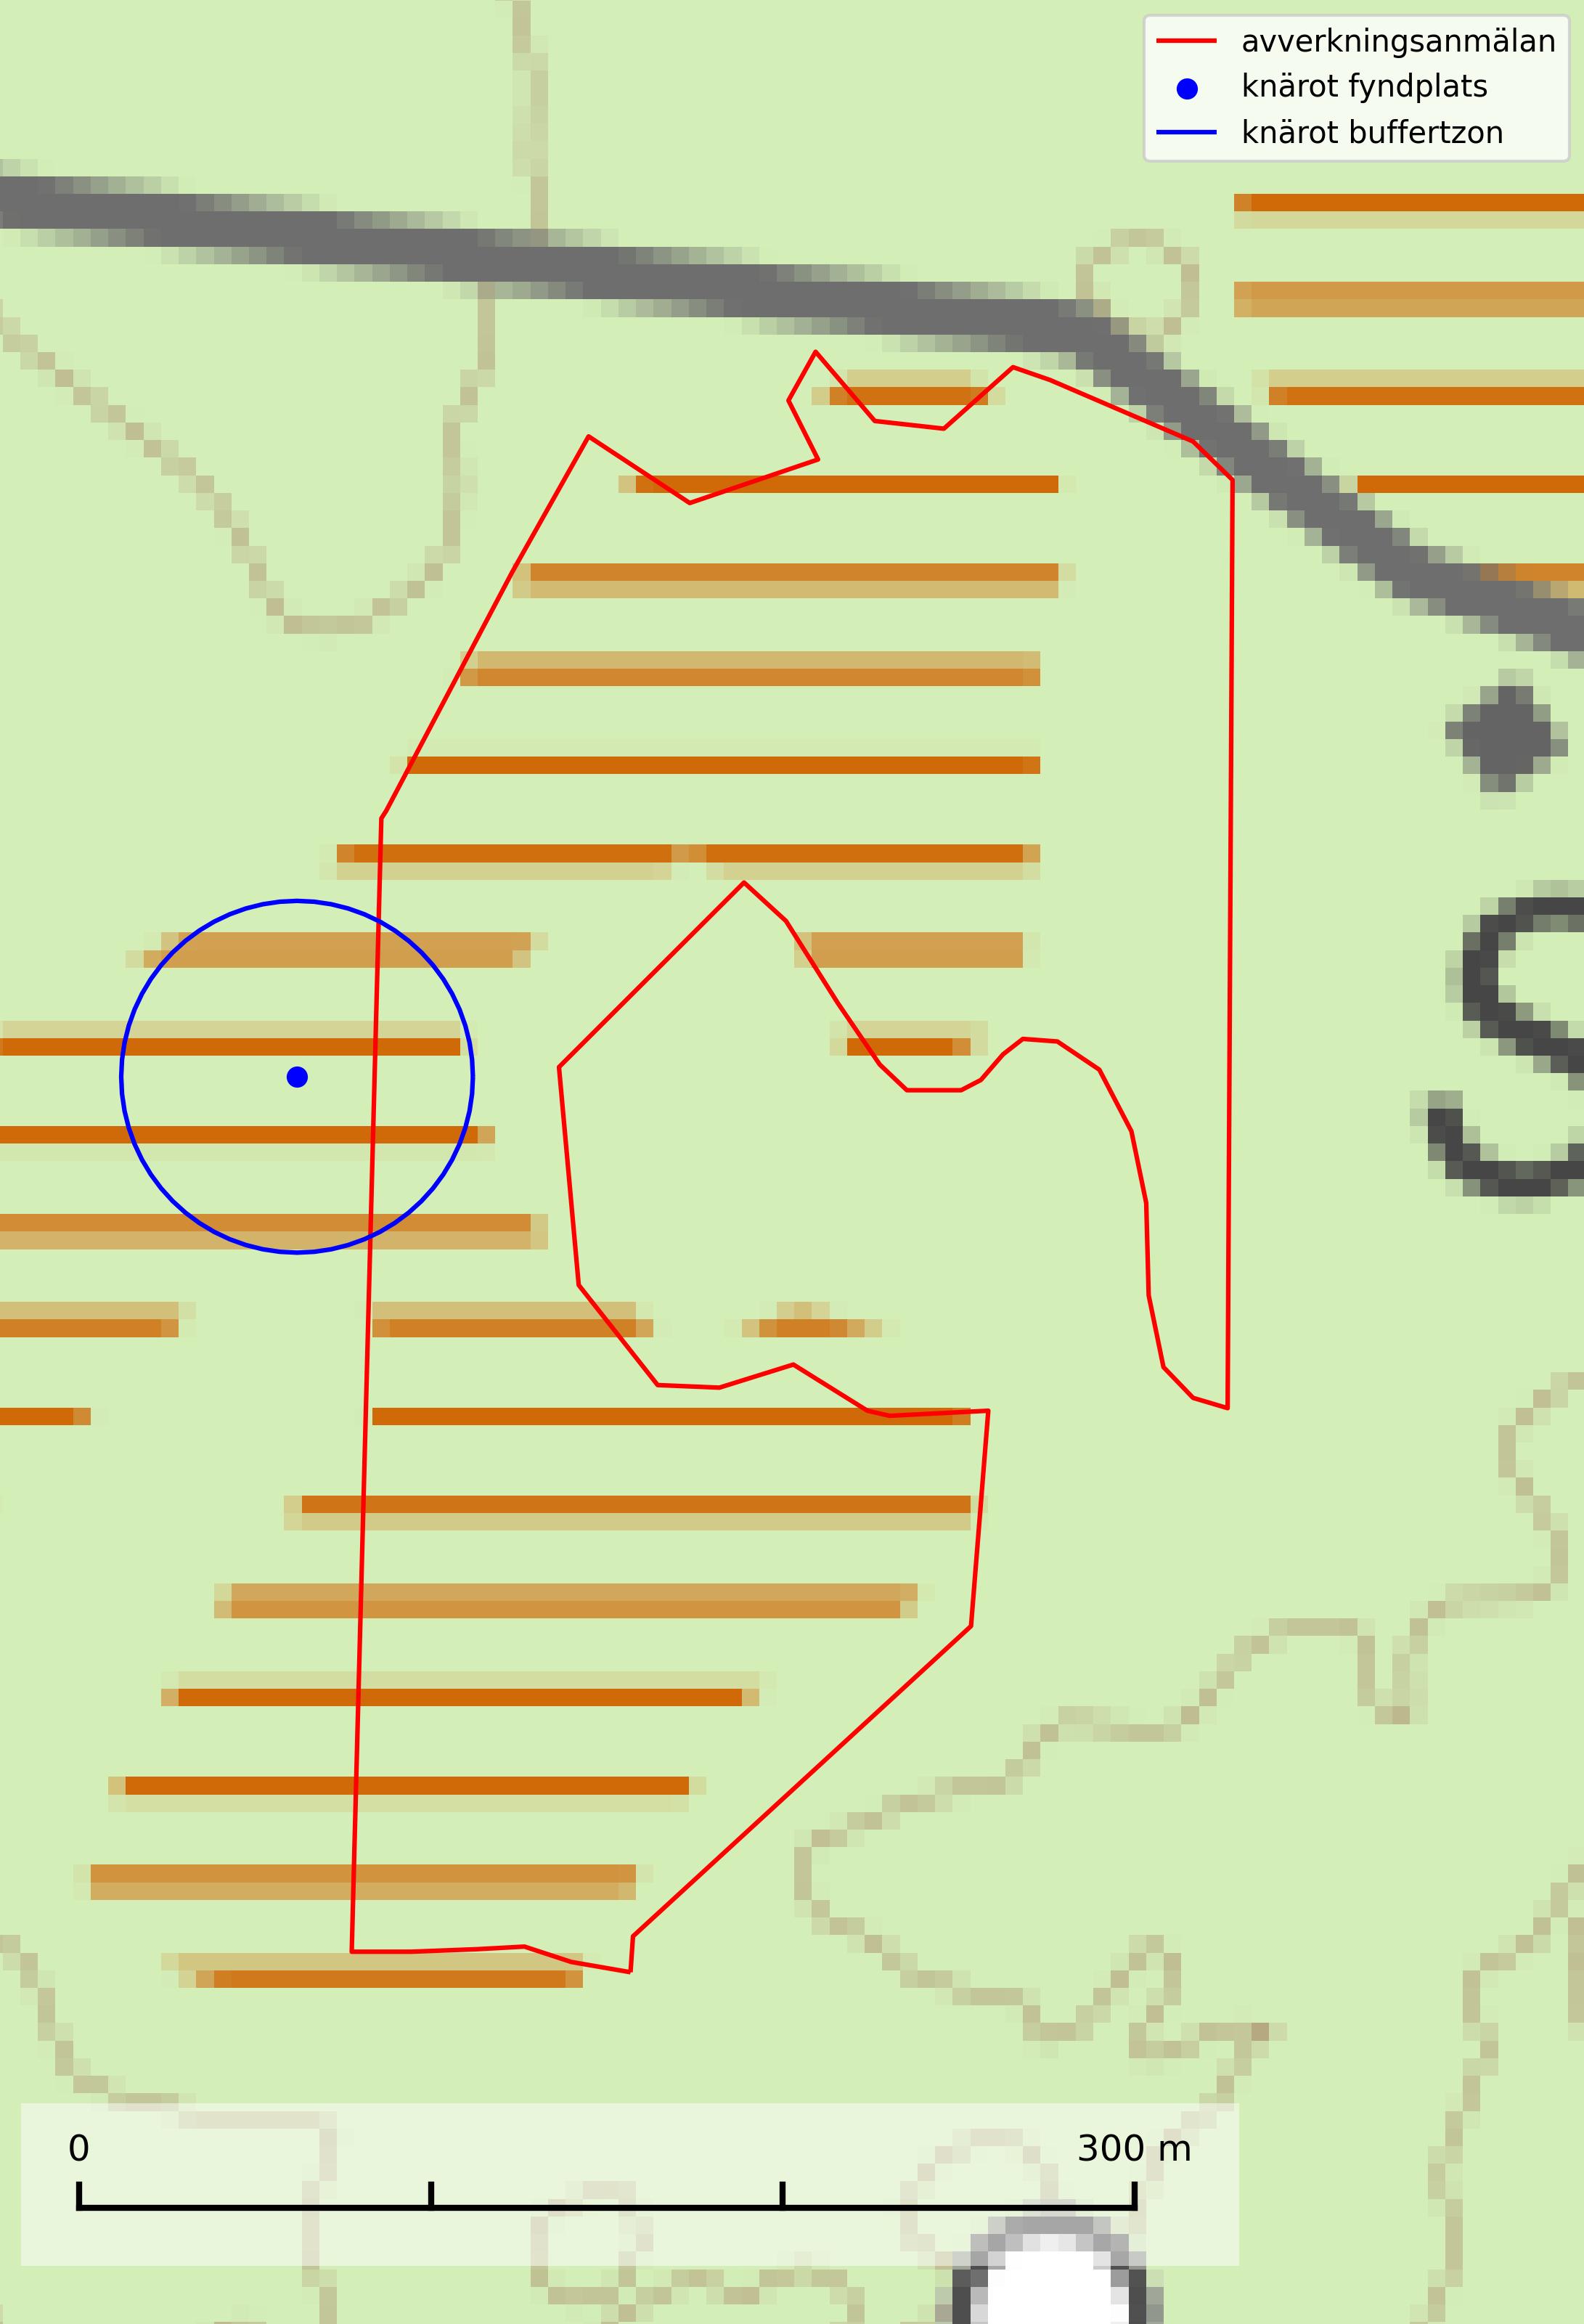 avverkningsanmälan
knärot fyndplats
knärot buffertzon
0 300 m